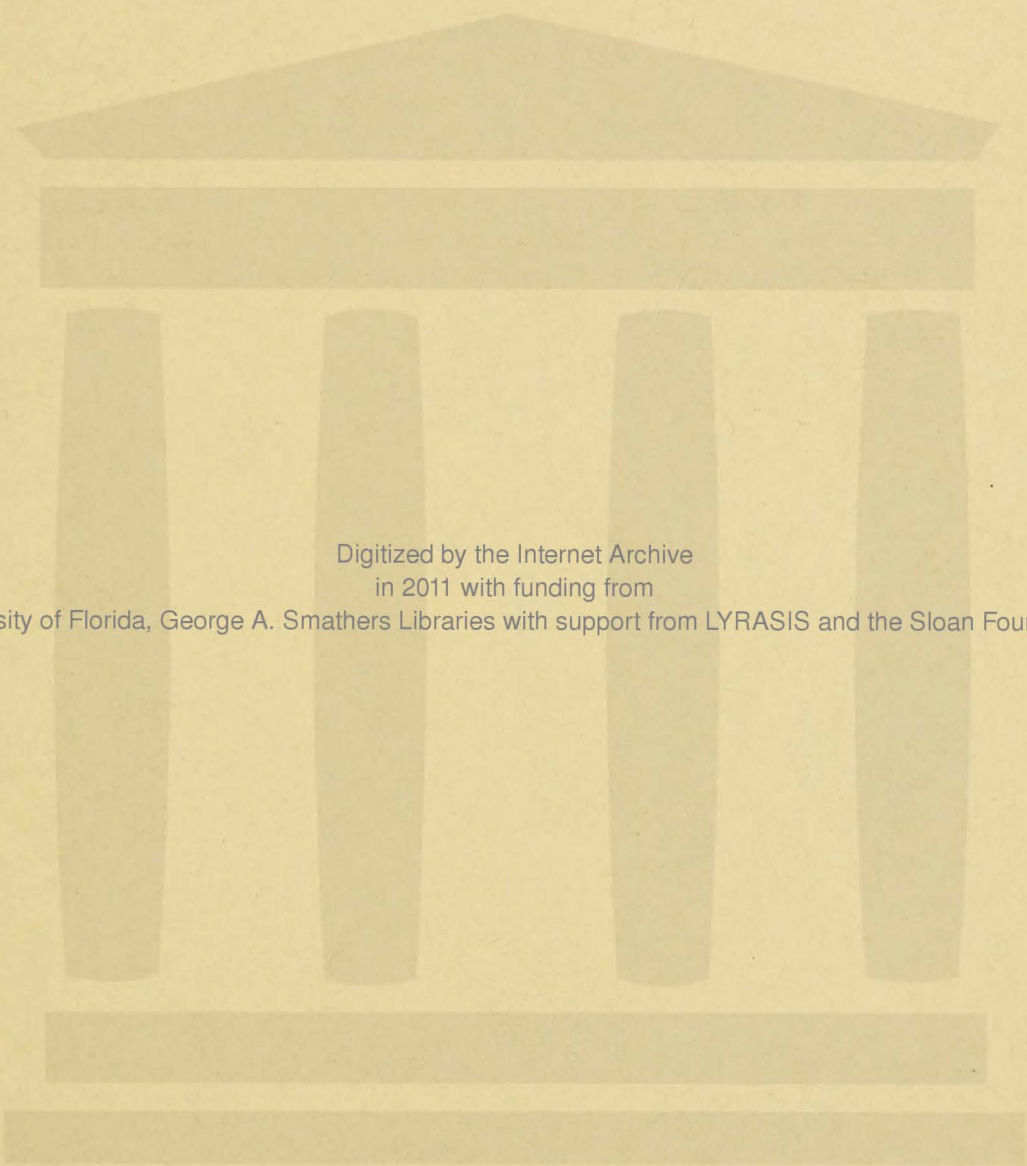 Digitized by the Internet Archive
in 2011 with funding from
sity of Florida, George A. Smathers Libraries with support from LYRASIS and the Sloan Four